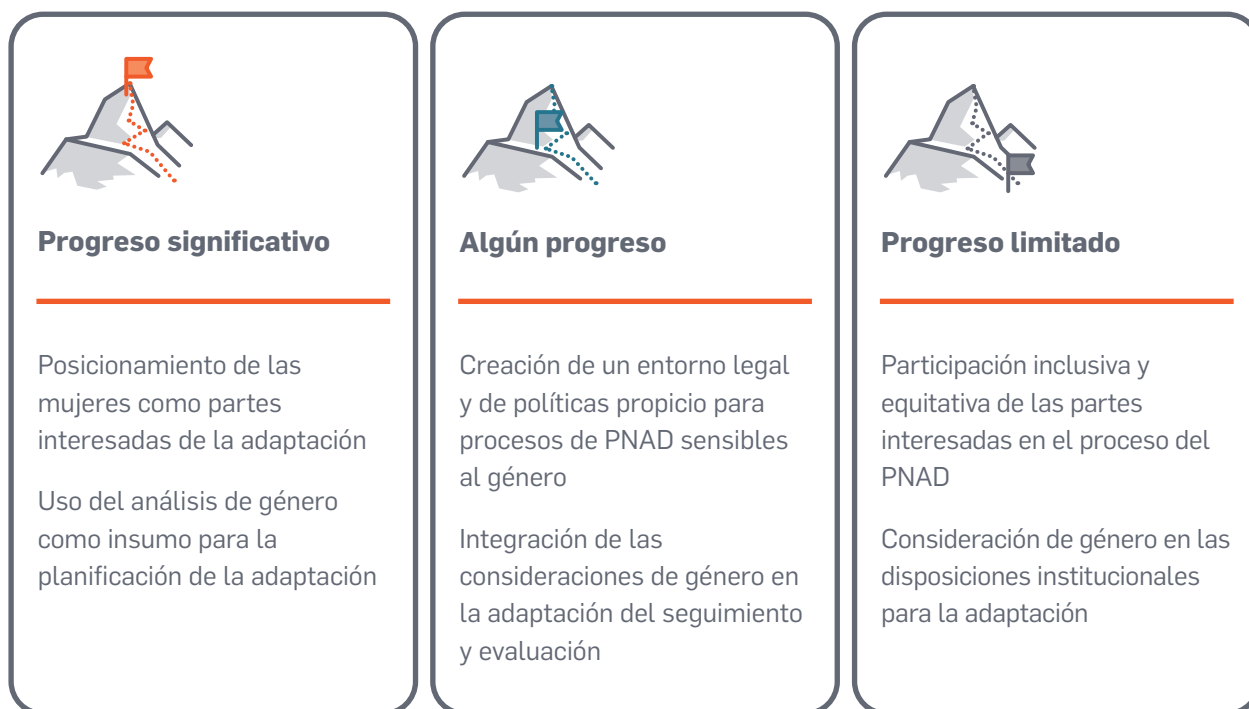 Progreso significativo
Posicionamiento de las
mujeres como partes
interesadas de la adaptación
Uso del análisis de género
como insumo para la
planificación de la adaptación
Algún progreso
Creación de un entorno legal
y de políticas propicio para
procesos de PNAD sensibles
al género
Integración de las
consideraciones de género en
la adaptación del seguimiento
y evaluación
Progreso limitado
Participación inclusiva y
equitativa de las partes
interesadas en el proceso del
PNAD
Consideración de género en las
disposiciones institucionales
para la adaptación